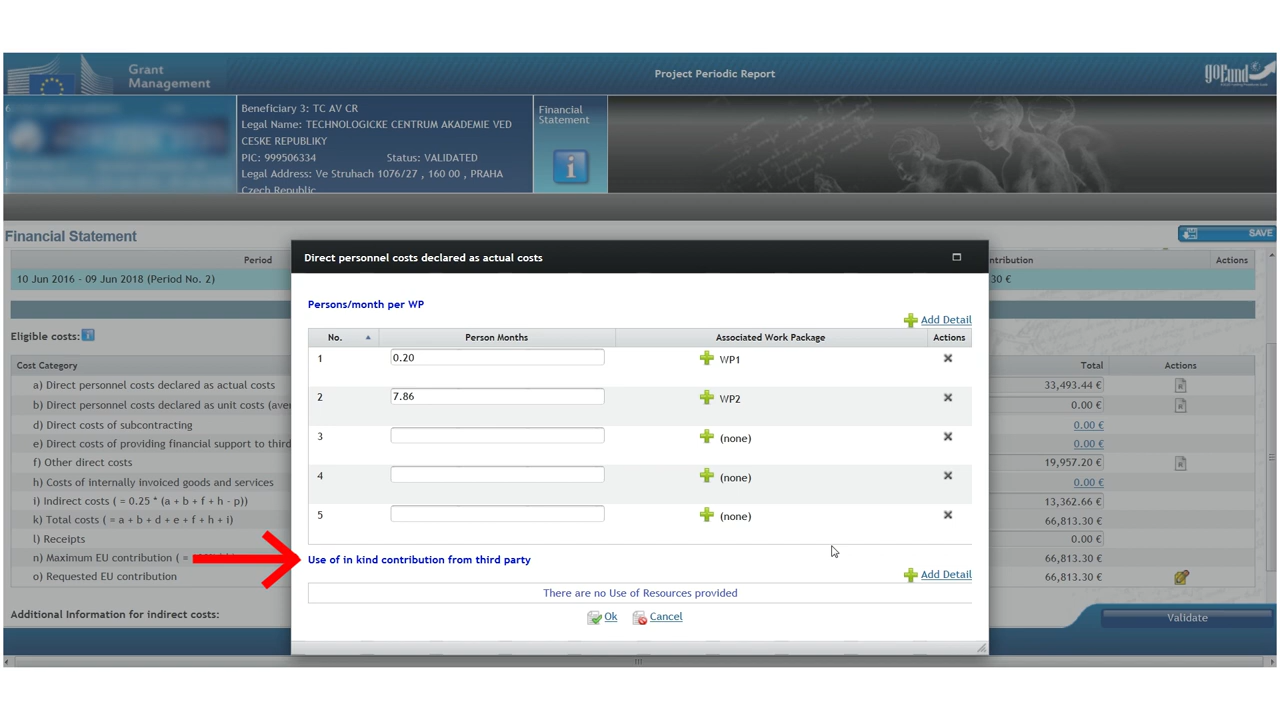 Grant
Management
Project Periodic Report
goFund
Beneficiary 3: TC AV CR
Legal Name: TECHNOLOGICKE CENTRUM AKADEMIE VED
CESKE REPUBLIKY
PIC: 999506334 Status: VALIDATED
Legal Address: Ve Struhach 1076/27 , 160 00 , PRAHA
Czech Republic
Financial
Statement
Financial Statement
SAVE
Period
ntribution
Actions
10 Jun 2016 - 09 Jun 2018 (Period No. 2)
30 €
Eligible costs:
Cost Category
Total
Actions
a) Direct personnel costs declared as actual costs
33,493.44 €
b) Direct personnel costs declared as unit costs (aver
0.00 €
d) Direct costs of subcontracting
0.00 €
e) Direct costs of providing financial support to third
0.00 €
f) Other direct costs
19,957.20 €
h) Costs of internally invoiced goods and services
0.00 €
i) Indirect costs ( = 0.25 * (a + b + f + h - p))
13,362.66 €
k) Total costs ( = a + b + d + e + f + h + i)
66,813.30 €
l) Receipts
0.00 €
n) Maximum EU contribution ( =
66,813.30 €
o) Requested EU contribution
66,813.30 €
Additional Information for indirect costs:
Validate
Direct personnel costs declared as actual costs
Persons/month per WP
Add Detail
No. Person Months Associated Work Package Actions
1 0.20 WP1
2 7.86 WP2
3 (none)
4 (none)
5 (none)
Use of in kind contribution from third party
Add Detail
There are no Use of Resources provided
Ok Cancel